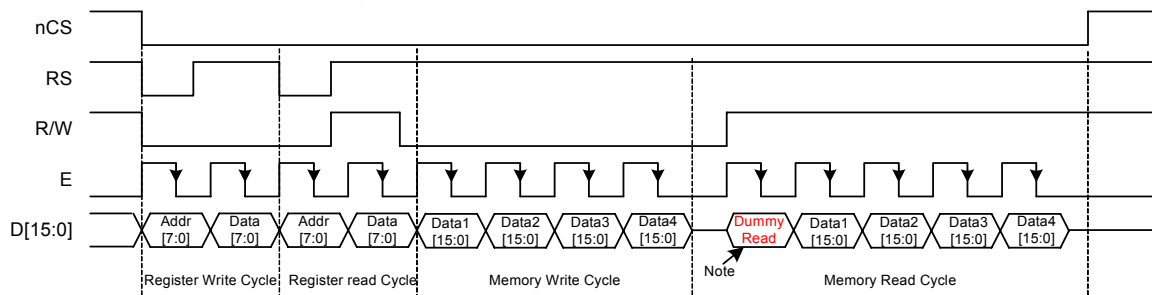 nCS
RS
R/W
E
D[15:0]
Addr
[7:0]
Data
[7:0]
Addr
[7:0]
Data
[7:0]
Data1
[15:0]
Data2
[15:0]
Data3
[15:0]
Data4
[15:0]
Dummy
Read
Data1
[15:0]
Data2
[15:0]
Data3
[15:0]
Data4
[15:0]
Note
Register Write Cycle
Register read Cycle
Memory Write Cycle
Memory Read Cycle